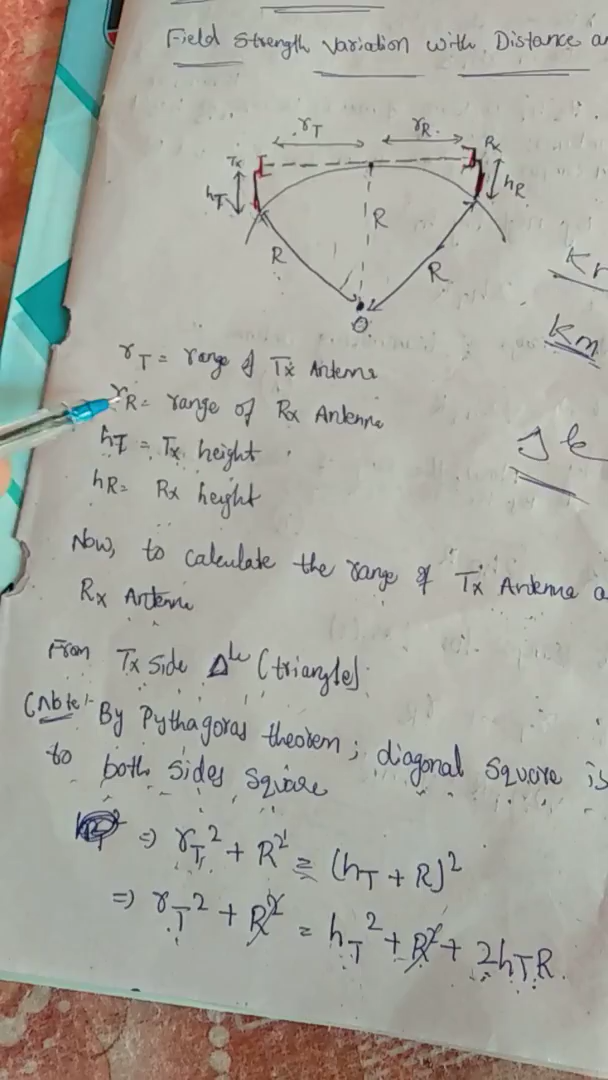 Field Strength Variation with Distance a
rT
rR.
Tx
Rx
hT
hR
R
R
R
θ
Km
rT = range of Tx Antenna
rR = range of Rx Antenna
hT = Tx height
hR = Rx height
Now, to calculate the range of Tx Antenna a
Rx Antenna
From Tx side Δle (triangle)
(Note:- By Pythagoras theorem; diagonal square is
to both sides square
⇒ rT² + R² = (hT + R)²
⇒ rT² + R² = hT² + R² + 2hTR.